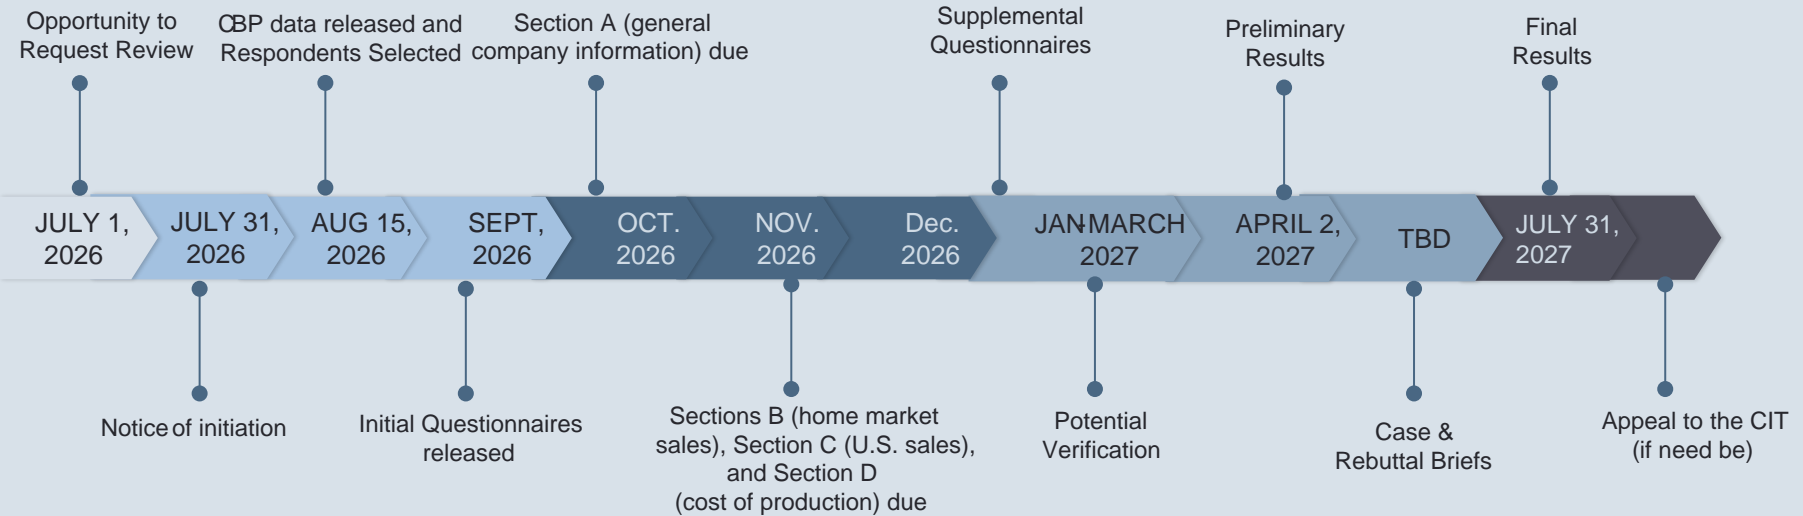 Opportunity to
Request Review
CBP data released and
Respondents Selected
Section A (general
company information) due
Supplemental
Questionnaires
Preliminary
Results
Final
Results
JULY 1,
2026
JULY 31,
2026
AUG 15,
2026
SEPT,
2026
OCT.
2026
NOV.
2026
Dec.
2026
JAN-MARCH
2027
APRIL 2,
2027
TBD
JULY 31,
2027
Notice of initiation
Initial Questionnaires
released
Sections B (home market
sales), Section C (U.S. sales),
and Section D
(cost of production) due
Potential
Verification
Case &
Rebuttal Briefs
Appeal to the CIT
(if need be)